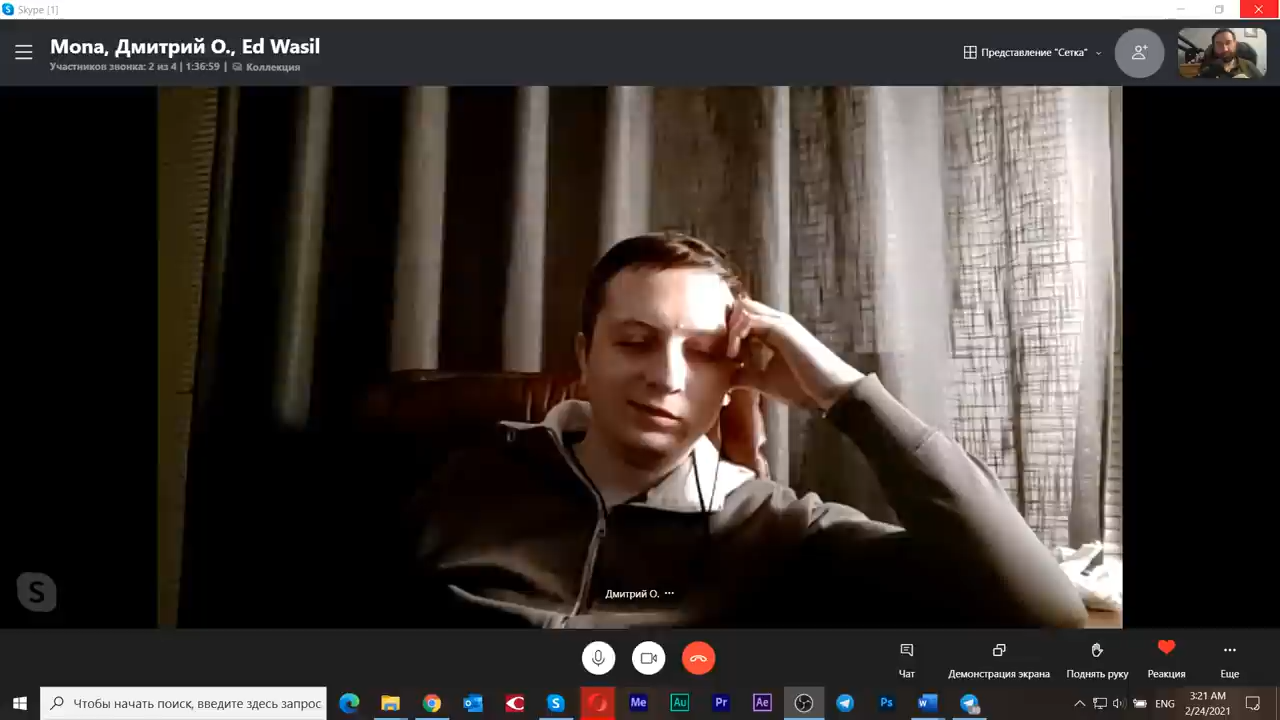 Skype [1]
Mona, Дмитрий О., Ed Wasil
Участников звонка: 2 из 4 | 1:36:59 | Коллекция
Представление "Сетка"
S
Дмитрий О. ···
Чат
Демонстрация экрана
Поднять руку
Реакция
Еще
Чтобы начать поиск, введите здесь запрос.
Me
Au
Pr
Ae
Ps
ENG
3:21 AM
2/24/2021